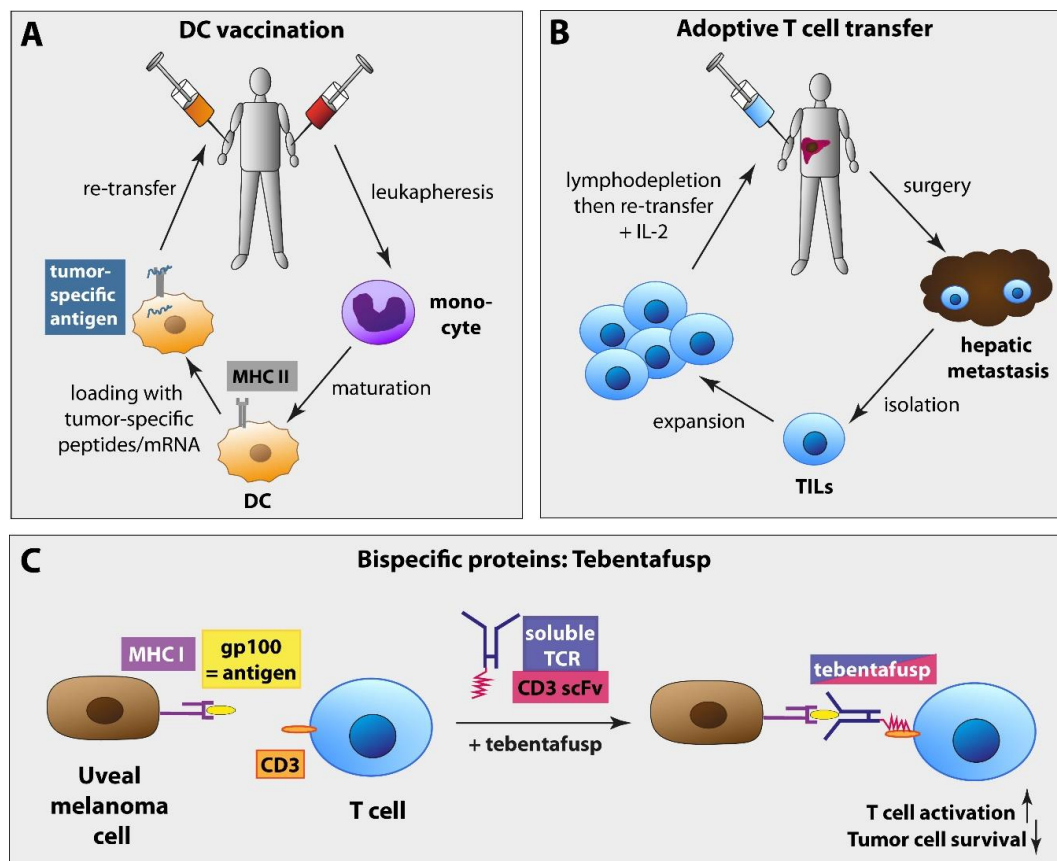 A
DC vaccination
re-transfer
leukapheresis
tumor-
specific
antigen
mono-
cyte
MHC II
loading with
tumor-specific
peptides/mRNA
maturation
DC
B
Adoptive T cell transfer
lymphodepletion
then re-transfer
+ IL-2
surgery
hepatic
metastasis
expansion
isolation
TILs
C
Bispecific proteins: Tebentafusp
MHC I
gp100
= antigen
CD3
Uveal
melanoma
cell
T cell
soluble
TCR
CD3 scFv
+ tebentafusp
tebentafusp
T cell activation
Tumor cell survival